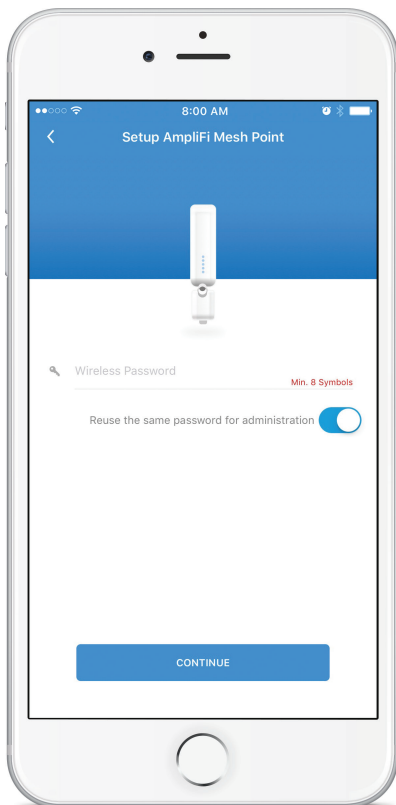 8:00 AM
Setup AmpliFi Mesh Point
Wireless Password
Min. 8 Symbols
Reuse the same password for administration
CONTINUE